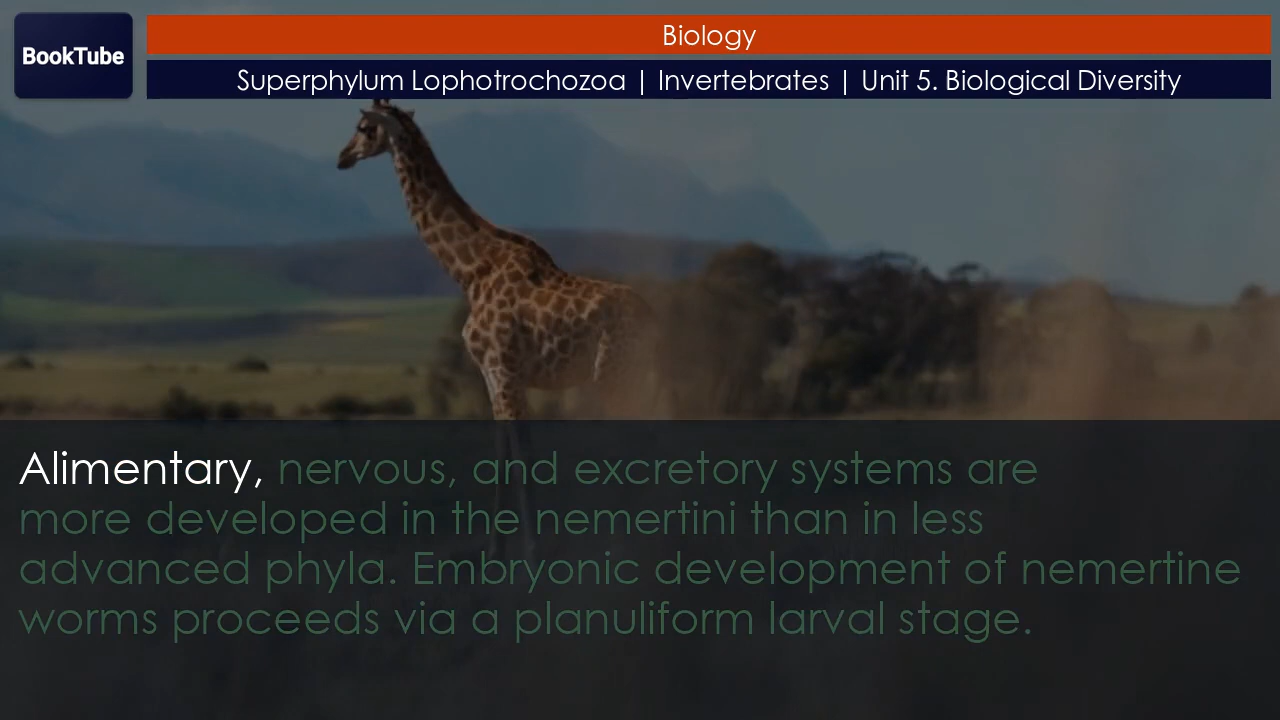 BookTube
Biology
Superphylum Lophotrochozoa | Invertebrates | Unit 5. Biological Diversity
Alimentary, nervous, and excretory systems are
more developed in the nemertini than in less
advanced phyla. Embryonic development of nemertine
worms proceeds via a planuliform larval stage.